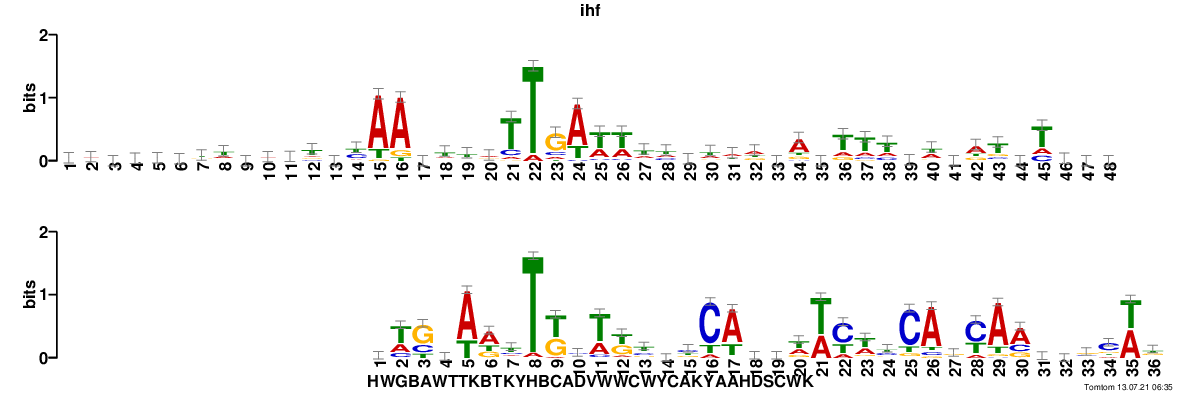 ihf
2
bits
1
0
1 2 3 4 5 6 7 8 9 10 11 12 13 14 15 16 17 18 19 20 21 22 23 24 25 26 27 28 29 30 31 32 33 34 35 36 37 38 39 40 41 42 43 44 45 46 47 48
2
bits
1
0
1 2 3 4 5 6 7 8 9 10 11 12 13 14 15 16 17 18 19 20 21 22 23 24 25 26 27 28 29 30 31 32 33 34 35 36
HWGBAWTTKBTKYHBCADVWWCWYCAKYAAHDSCWK
Tomtom 13.07.21 06:35